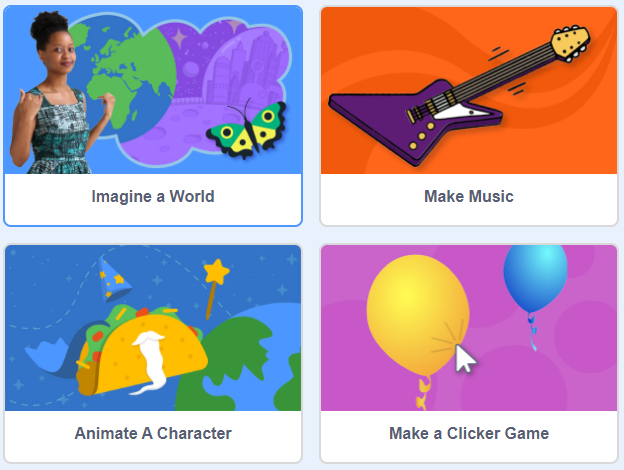 Imagine a World
Make Music
Animate A Character
Make a Clicker Game